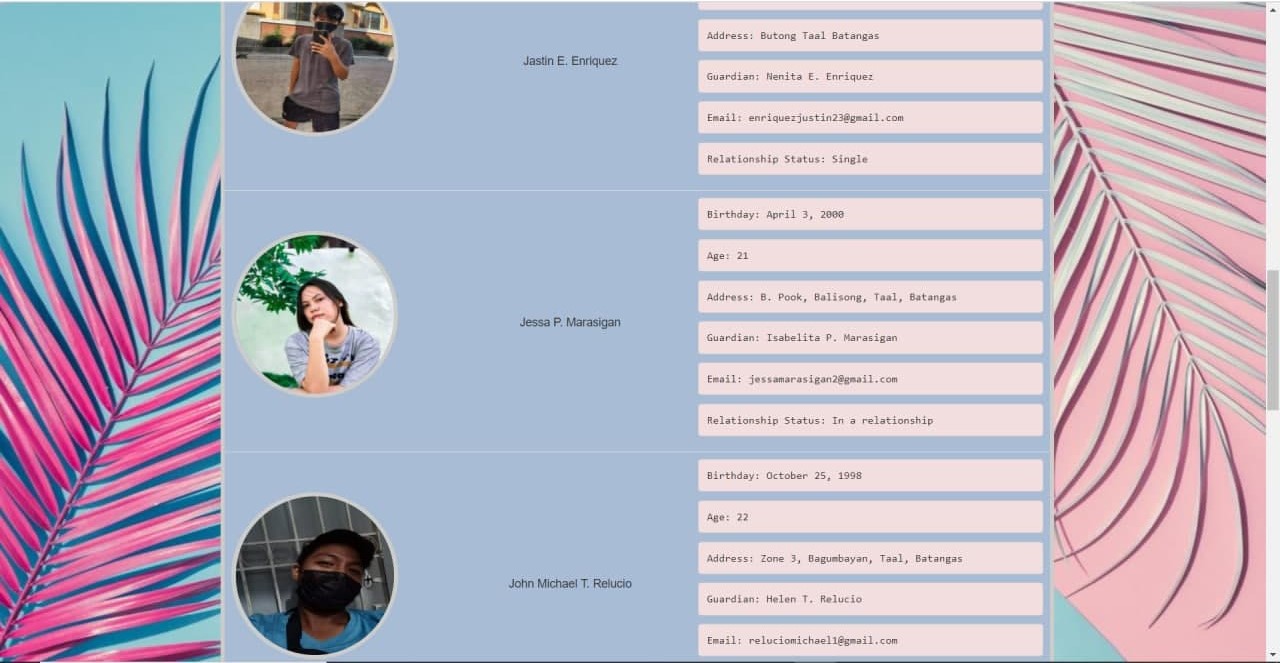 Jastin E. Enriquez
Address: Butong Taal Batangas
Guardian: Nenita E. Enriquez
Email: enriquezjustin23@gmail.com
Relationship Status: Single
Jessa P. Marasigan
Birthday: April 3, 2000
Age: 21
Address: B. Pook, Balisong, Taal, Batangas
Guardian: Isabelita P. Marasigan
Email: jessamarasigan2@gmail.com
Relationship Status: In a relationship
John Michael T. Relucio
Birthday: October 25, 1998
Age: 22
Address: Zone 3, Bagumbayan, Taal, Batangas
Guardian: Helen T. Relucio
Email: reluciomichael1@gmail.com